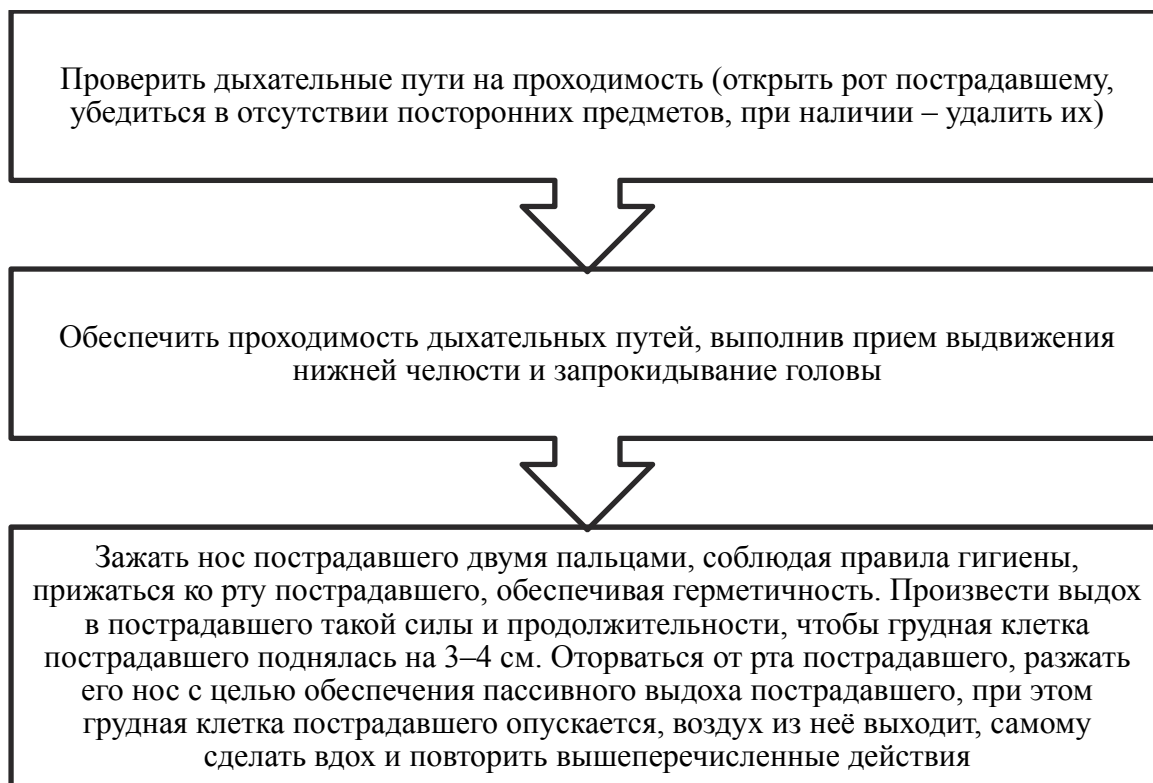 Проверить дыхательные пути на проходимость (открыть рот пострадавшему,
убедиться в отсутствии посторонних предметов, при наличии – удалить их)
Обеспечить проходимость дыхательных путей, выполнив прием выдвижения
нижней челюсти и запрокидывание головы
Зажать нос пострадавшего двумя пальцами, соблюдая правила гигиены,
прижаться ко рту пострадавшего, обеспечивая герметичность. Произвести выдох
в пострадавшего такой силы и продолжительности, чтобы грудная клетка
пострадавшего поднялась на 3–4 см. Оторваться от рта пострадавшего, разжать
его нос с целью обеспечения пассивного выдоха пострадавшего, при этом
грудная клетка пострадавшего опускается, воздух из неё выходит, самому
сделать вдох и повторить вышеперечисленные действия